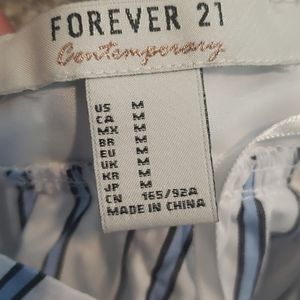 FOREVER 21
Contemporary
US M
CA M
MX M
BR M
EU M
UK M
KR M
JP M
CN 165/92A
MADE IN CHINA